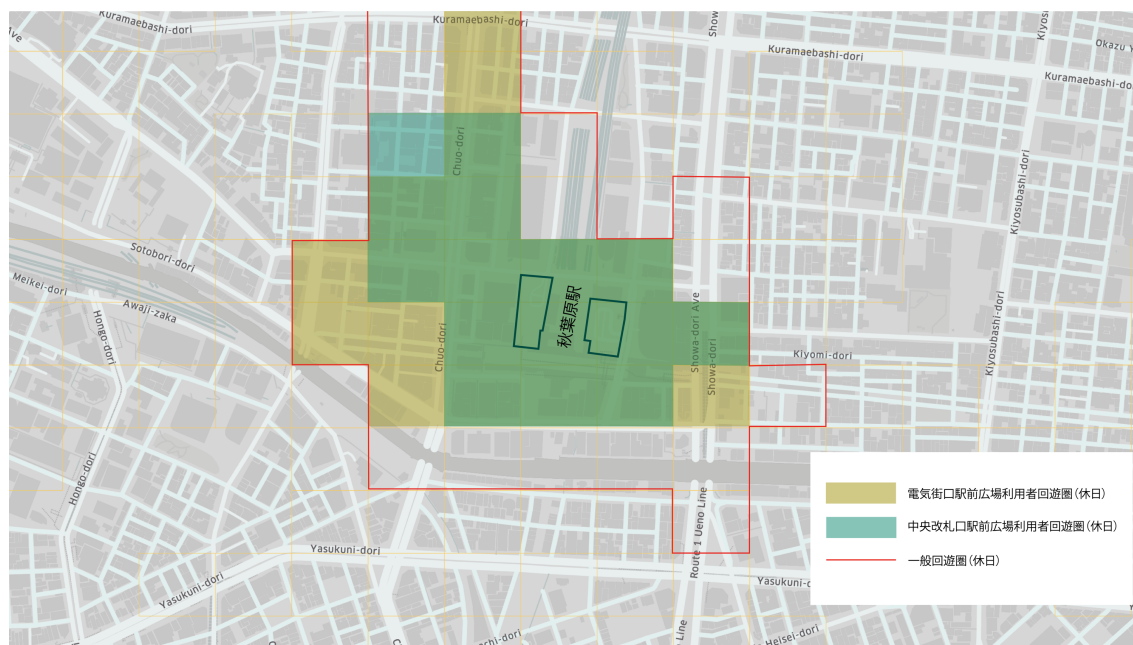 Kuramaebashi-dori
Kuramaebashi-dori
Ave
Kuramaebashi-dori
Okazu Y
Kuramaebashi-dori
Chuo-dori
Kiyosubashi-dori
Sotobori-dori
Meikei-dori
Awaji-zaka
Hongo-dori
秋葉原駅
Chuo-dori
Showa-dori Ave
Showa-dori
Kiyomi-dori
Kiyosubashi-dori
Hongo-dori
電気街口駅前広場利用者回遊圏(休日)
中央改札口駅前広場利用者回遊圏(休日)
一般回遊圏(休日)
Route 1 Ueno Line
Yasukuni-dori
Yasukuni-dori
Yasukuni-d
Line
Heisei-dori